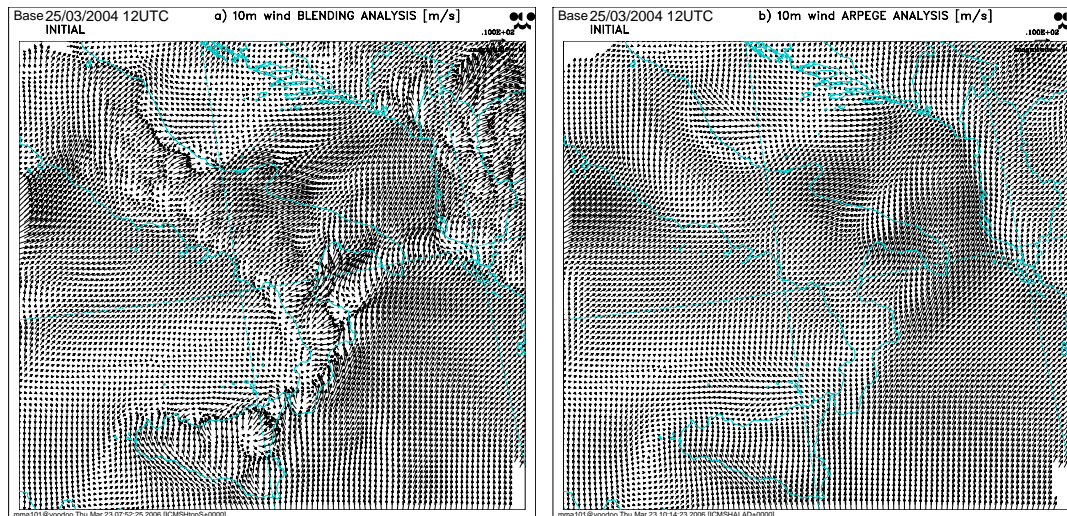 Base 25/03/2004 12UTC
INITIAL
a) 10m wind BLENDING ANALYSIS [m/s]
.100E+02
mma101@voodoo Thu Mar 23 07:52:25 2006 [ICMSHtopS+0000]
Base 25/03/2004 12UTC
INITIAL
b) 10m wind ARPEGE ANALYSIS [m/s]
.100E+02
mma101@voodoo Thu Mar 23 10:14:23 2006 [ICMSHALAD+0000]